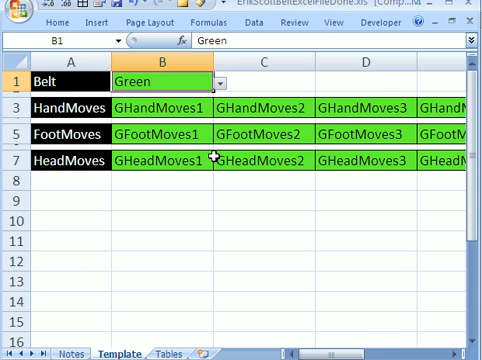 ErikScottBeltExcelFileDone.xls [Comp...
Home Insert Page Layout Formulas Data Review View Developer
B1 fx Green
A B C D
1 Belt Green
3 HandMoves GHandMoves1 GHandMoves2 GHandMoves3 GHandM
5 FootMoves GFootMoves1 GFootMoves2 GFootMoves3 GFootM
7 HeadMoves GHeadMoves1 GHeadMoves2 GHeadMoves3 GHeadM
8
9
10
11
12
13
14
15
16
Notes Template Tables